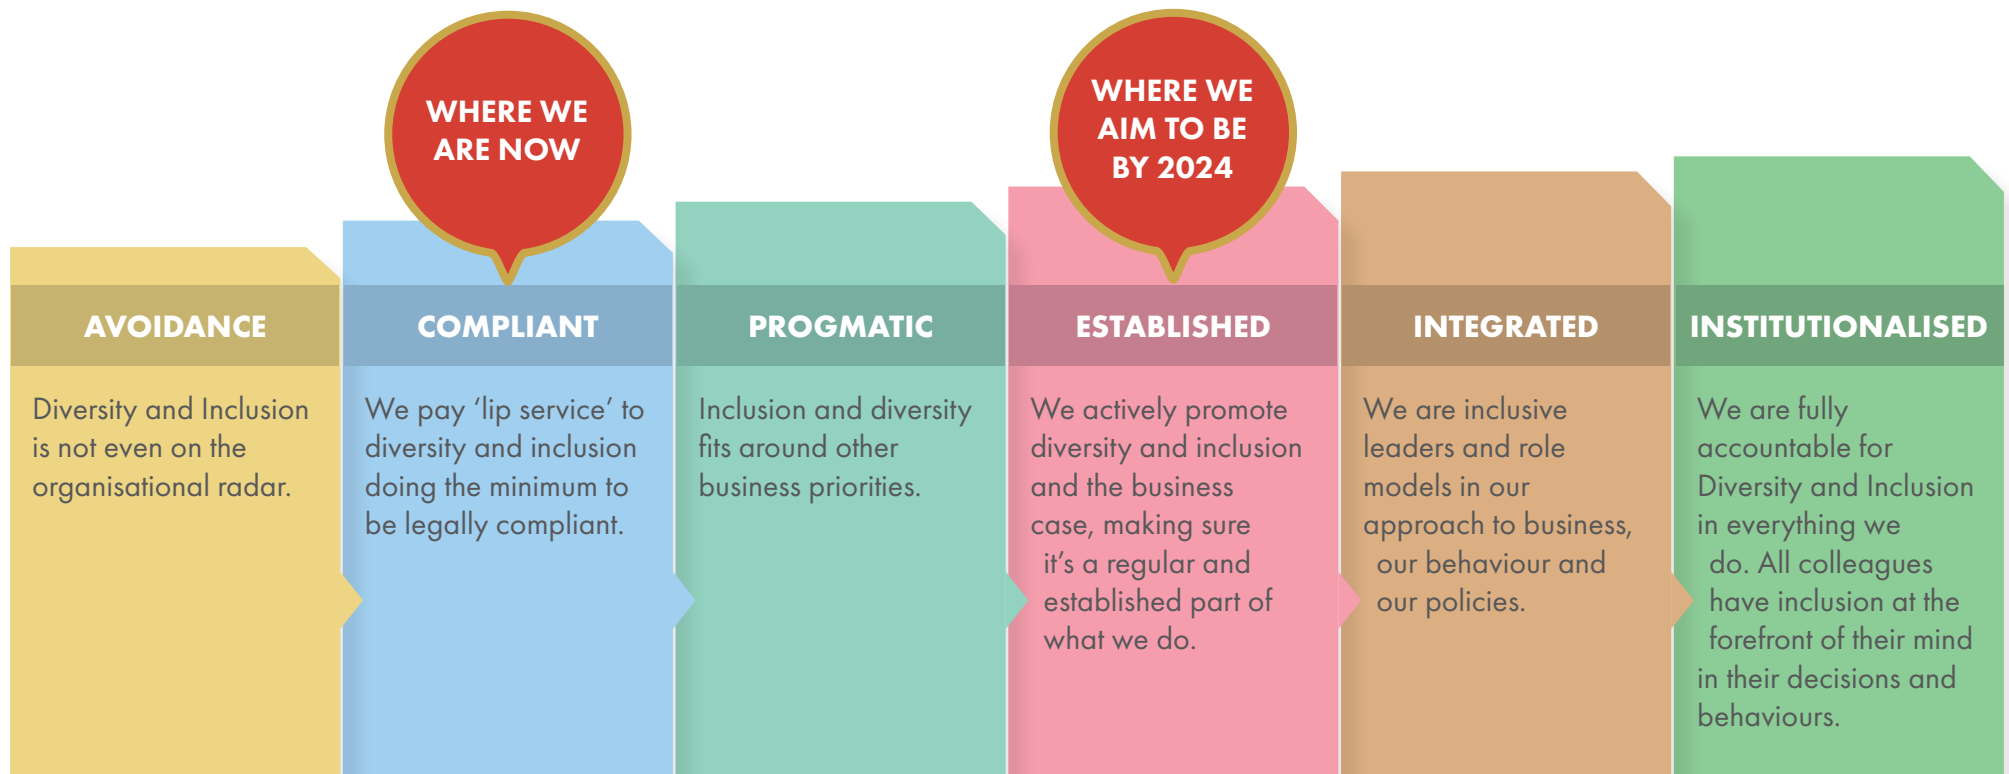 WHERE WE
ARE NOW
WHERE WE
AIM TO BE
BY 2024
AVOIDANCE
Diversity and Inclusion
is not even on the
organisational radar.
COMPLIANT
We pay ‘lip service’ to
diversity and inclusion
doing the minimum to
be legally compliant.
PROGMATIC
Inclusion and diversity
fits around other
business priorities.
ESTABLISHED
We actively promote
diversity and inclusion
and the business
case, making sure
it’s a regular and
established part of
what we do.
INTEGRATED
We are inclusive
leaders and role
models in our
approach to business,
our behaviour and
our policies.
INSTITUTIONALISED
We are fully
accountable for
Diversity and Inclusion
in everything we
do. All colleagues
have inclusion at the
forefront of their mind
in their decisions and
behaviours.